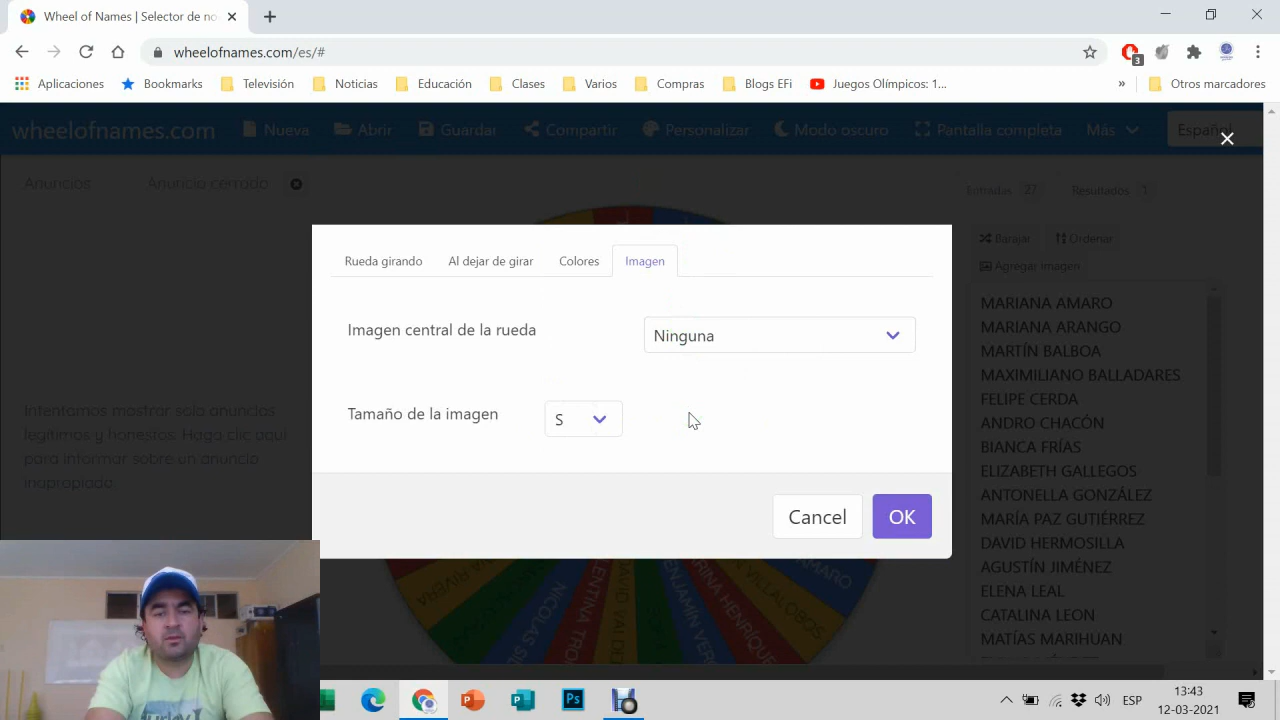 Wheel of Names | Selector de no
wheelofnames.com/es/#
3
Aplicaciones
Bookmarks
Televisión
Noticias
Educación
Clases
Varios
Compras
Blogs EFi
Juegos Olímpicos: 1...
»
Otros marcadores
wheelofnames.com
Nueva
Abrir
Guardar
Compartir
Personalizar
Modo oscuro
Pantalla completa
Más
Español
Anuncios
Anuncio cerrado
Entradas 27
Resultados 1
Barajar
Ordenar
Agregar imagen
Rueda girando
Al dejar de girar
Colores
Imagen
Imagen central de la rueda
Ninguna
Tamaño de la imagen
S
Cancel
OK
Intentamos mostrar solo anuncios
legítimos y honestos. Haga clic aquí
para informar sobre un anuncio
inapropiado.
MARIANA AMARO
MARIANA ARANGO
MARTÍN BALBOA
MAXIMILIANO BALLADARES
FELIPE CERDA
ANDRO CHACÓN
BIANCA FRÍAS
ELIZABETH GALLEGOS
ANTONELLA GONZÁLEZ
MARÍA PAZ GUTIÉRREZ
DAVID HERMOSILLA
AGUSTÍN JIMÉNEZ
ELENA LEAL
CATALINA LEON
MATÍAS MARIHUAN
ESP
13:43
12-03-2021